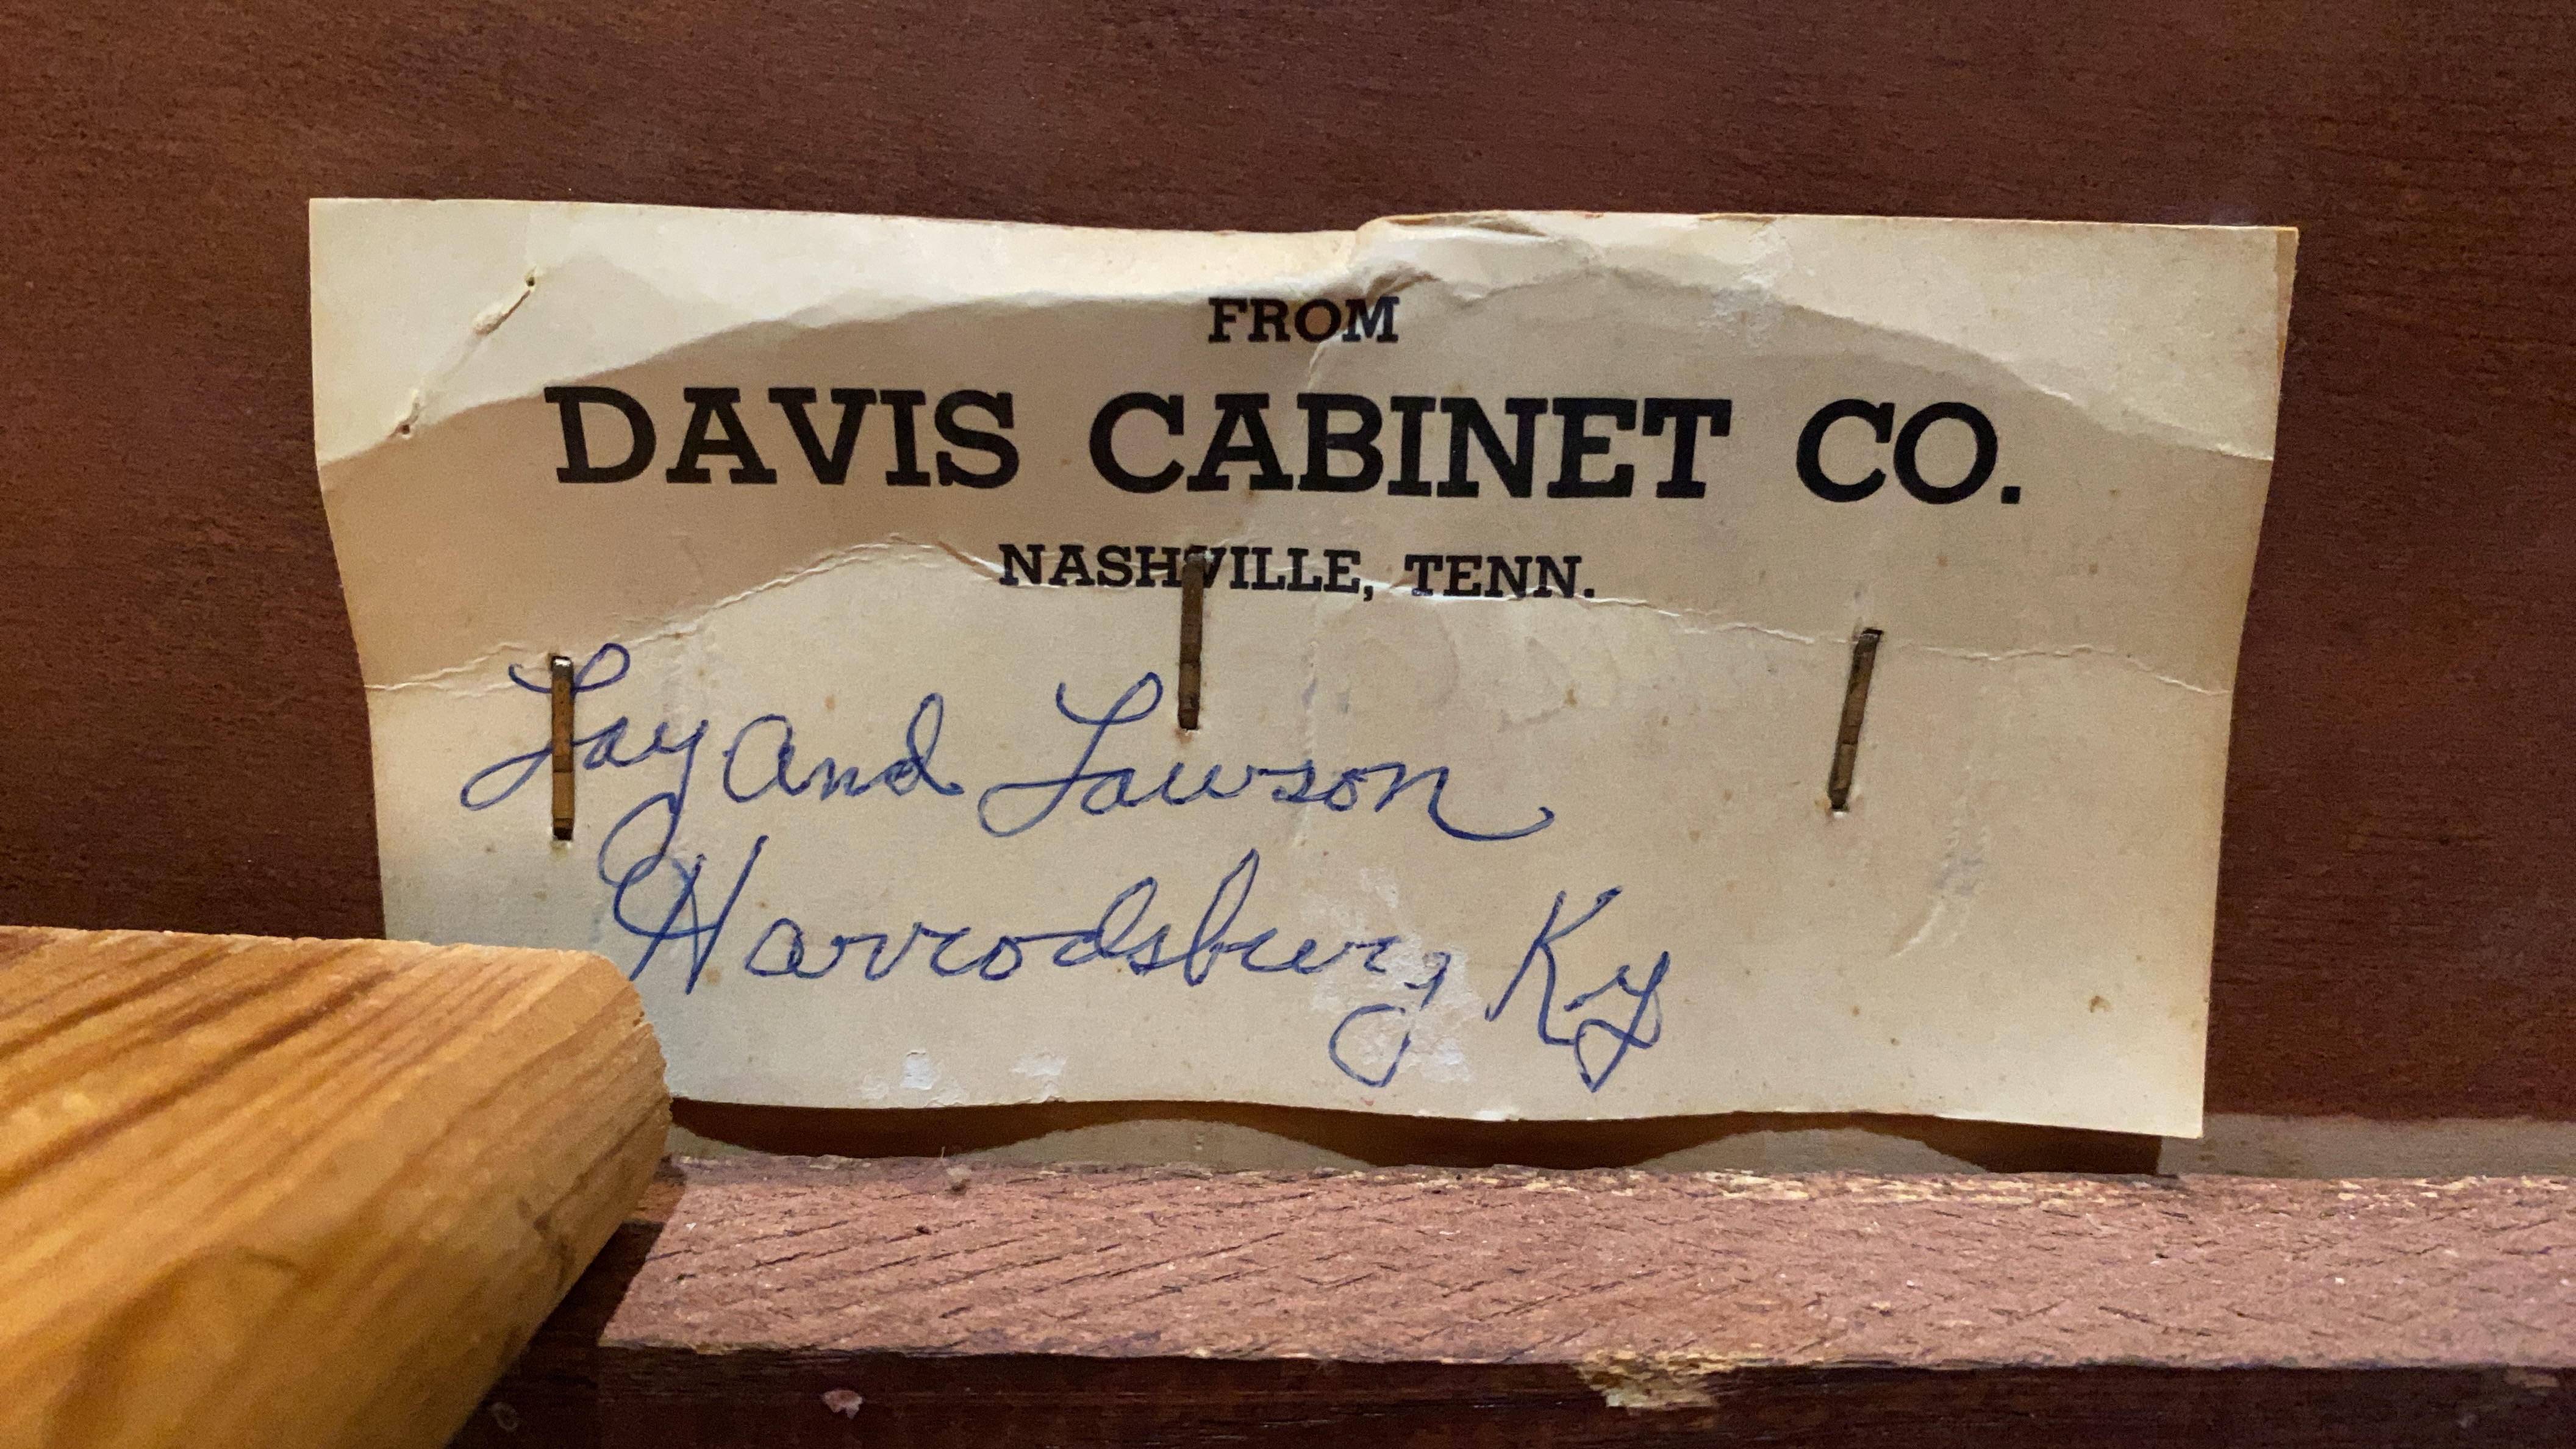 FROM
DAVIS CABINET CO.
NASHVILLE, TENN.
Lay and Lawson
Harrodsburg Ky